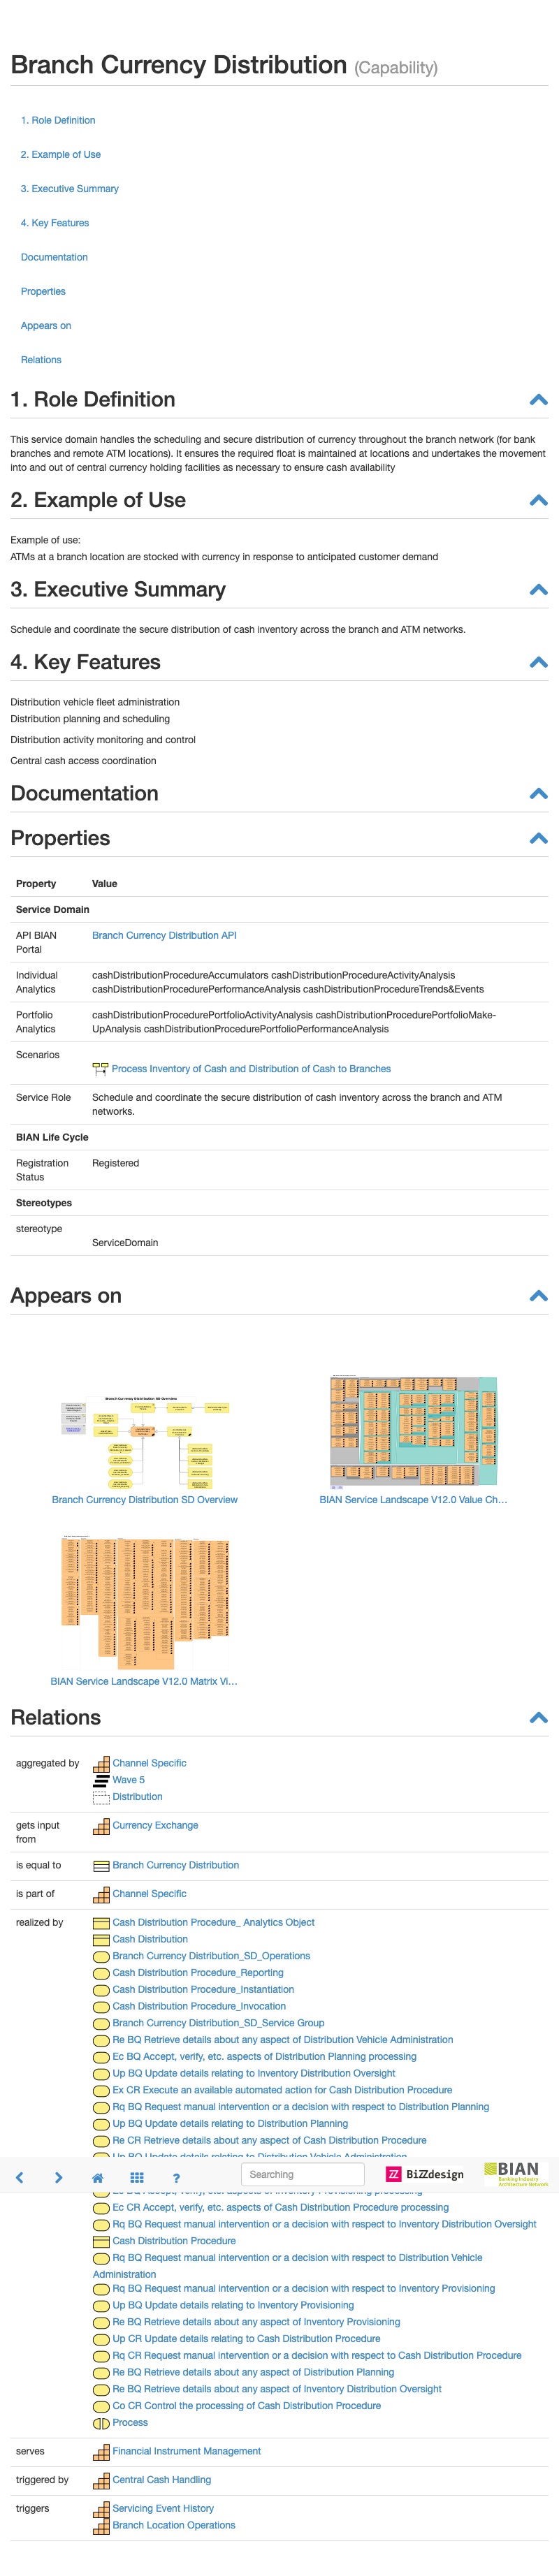 Branch Currency Distribution (Capability)
1. Role Definition
2. Example of Use
3. Executive Summary
4. Key Features
Documentation
Properties
Appears on
Relations
1. Role Definition
This service domain handles the scheduling and secure distribution of currency throughout the branch network (for bank
branches and remote ATM locations). It ensures the required float is maintained at locations and undertakes the movement
into and out of central currency holding facilities as necessary to ensure cash availability
2. Example of Use
Example of use:
ATMs at a branch location are stocked with currency in response to anticipated customer demand
3. Executive Summary
Schedule and coordinate the secure distribution of cash inventory across the branch and ATM networks.
4. Key Features
Distribution vehicle fleet administration
Distribution planning and scheduling
Distribution activity monitoring and control
Central cash access coordination
Documentation
Properties
Property Value
Service Domain
API BIAN Portal Branch Currency Distribution API
Individual Analytics cashDistributionProcedureAccumulators cashDistributionProcedureActivityAnalysis
cashDistributionProcedurePerformanceAnalysis cashDistributionProcedureTrends&Events
Portfolio Analytics cashDistributionProcedurePortfolioActivityAnalysis cashDistributionProcedurePortfolioMake-
UpAnalysis cashDistributionProcedurePortfolioPerformanceAnalysis
Scenarios
Process Inventory of Cash and Distribution of Cash to Branches
Service Role Schedule and coordinate the secure distribution of cash inventory across the branch and ATM
networks.
BIAN Life Cycle
Registration Status Registered
Stereotypes
stereotype
ServiceDomain
Appears on
Branch Currency Distribution SD Overview
Branch Currency Distribution SD Overview
BIAN Service Landscape V12.0 Value Ch...
BIAN Service Landscape V12.0 Matrix Vi...
Relations
aggregated by Channel Specific
Wave 5
Distribution
gets input from Currency Exchange
is equal to Branch Currency Distribution
is part of Channel Specific
realized by Cash Distribution Procedure_ Analytics Object
Cash Distribution
Branch Currency Distribution_SD_Operations
Cash Distribution Procedure_Reporting
Cash Distribution Procedure_Instantiation
Cash Distribution Procedure_Invocation
Branch Currency Distribution_SD_Service Group
Re BQ Retrieve details about any aspect of Distribution Vehicle Administration
Ec BQ Accept, verify, etc. aspects of Distribution Planning processing
Up BQ Update details relating to Inventory Distribution Oversight
Ex CR Execute an available automated action for Cash Distribution Procedure
Rq BQ Request manual intervention or a decision with respect to Distribution Planning
Up BQ Update details relating to Distribution Planning
Re CR Retrieve details about any aspect of Cash Distribution Procedure
Up BQ Update details relating to Distribution Vehicle Administration
Searching
BiZZdesign
BIAN
Banking Industry
Architecture Network
Ec BQ Accept, verify, etc. aspects of Inventory Provisioning processing
Ec CR Accept, verify, etc. aspects of Cash Distribution Procedure processing
Rq BQ Request manual intervention or a decision with respect to Inventory Distribution Oversight
Cash Distribution Procedure
Rq BQ Request manual intervention or a decision with respect to Distribution Vehicle
Administration
Rq BQ Request manual intervention or a decision with respect to Inventory Provisioning
Up BQ Update details relating to Inventory Provisioning
Re BQ Retrieve details about any aspect of Inventory Provisioning
Up CR Update details relating to Cash Distribution Procedure
Rq CR Request manual intervention or a decision with respect to Cash Distribution Procedure
Re BQ Retrieve details about any aspect of Distribution Planning
Re BQ Retrieve details about any aspect of Inventory Distribution Oversight
Co CR Control the processing of Cash Distribution Procedure
Process
serves Financial Instrument Management
triggered by Central Cash Handling
triggers Servicing Event History
Branch Location Operations